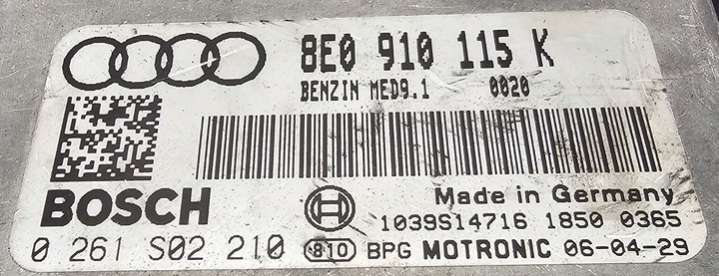 8E0 910 115 K
BENZIN MED9.1 0020
BOSCH
Made in Germany
1039S14716 1850 0365
0 261 S02 210 810 BPG MOTRONIC 06-04-29